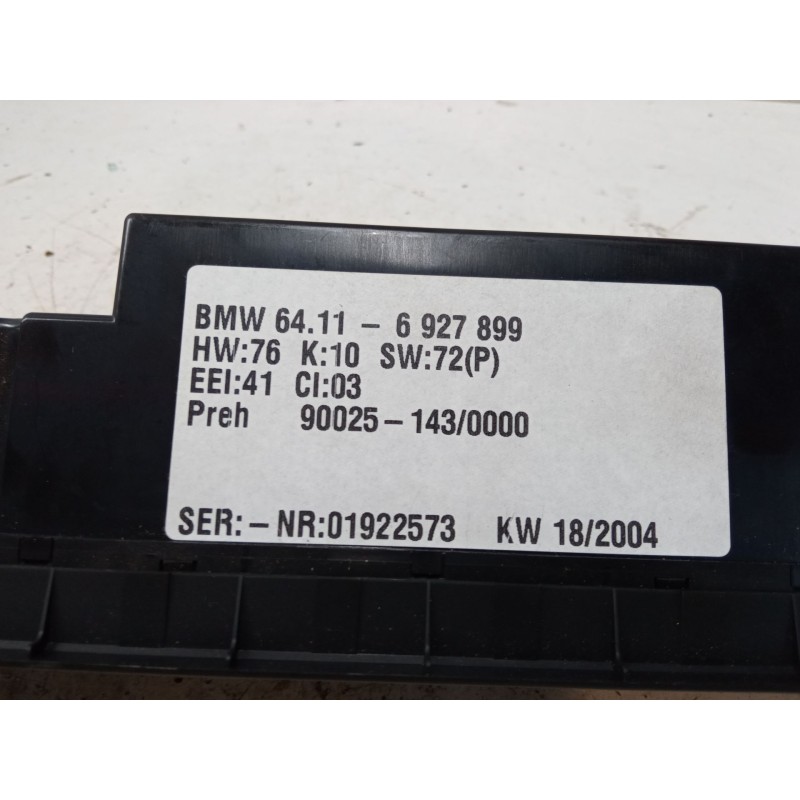 BMW 64.11 - 6 927 899
HW:76 K:10 SW:72(P)
EEI:41 CI:03
Preh 90025-143/0000
SER:-NR:01922573 KW 18/2004